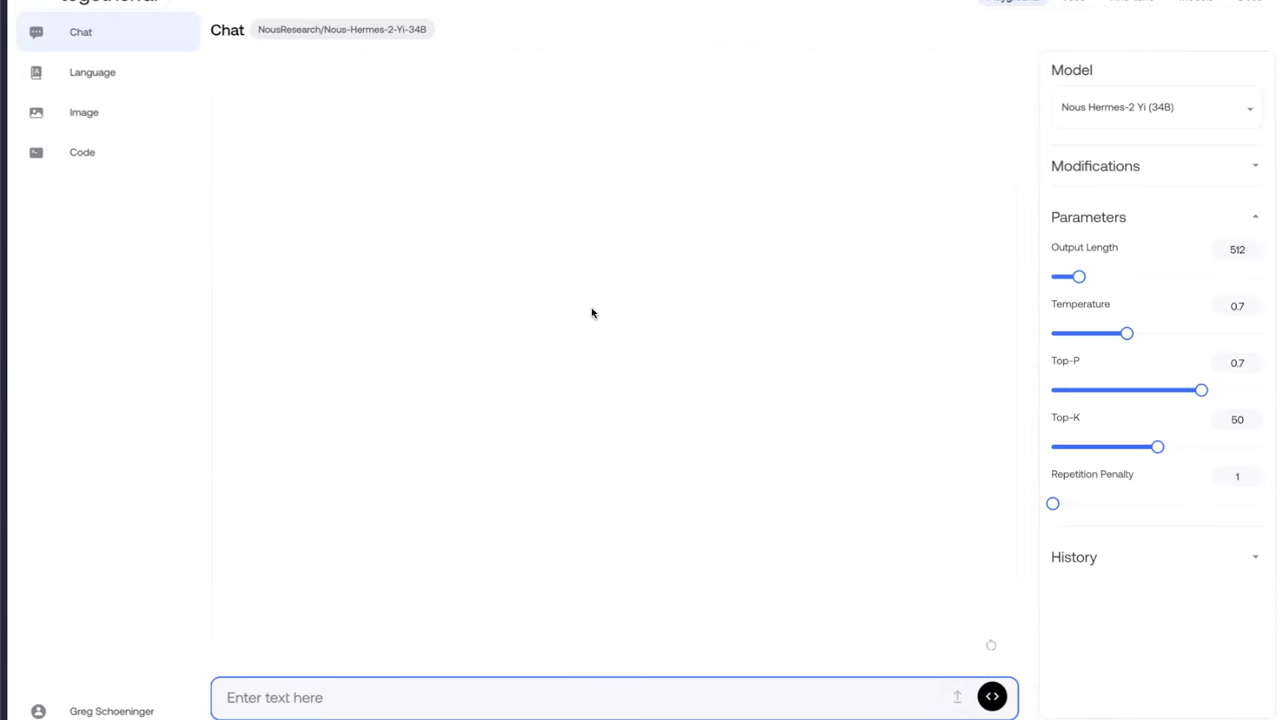 Chat
Language
Image
Code
Greg Schoeninger
Chat NousResearch/Nous-Hermes-2-Yi-34B
Enter text here
Model
Nous Hermes-2 Yi (34B)
Modifications
Parameters
Output Length 512
Temperature 0.7
Top-P 0.7
Top-K 50
Repetition Penalty 1
History